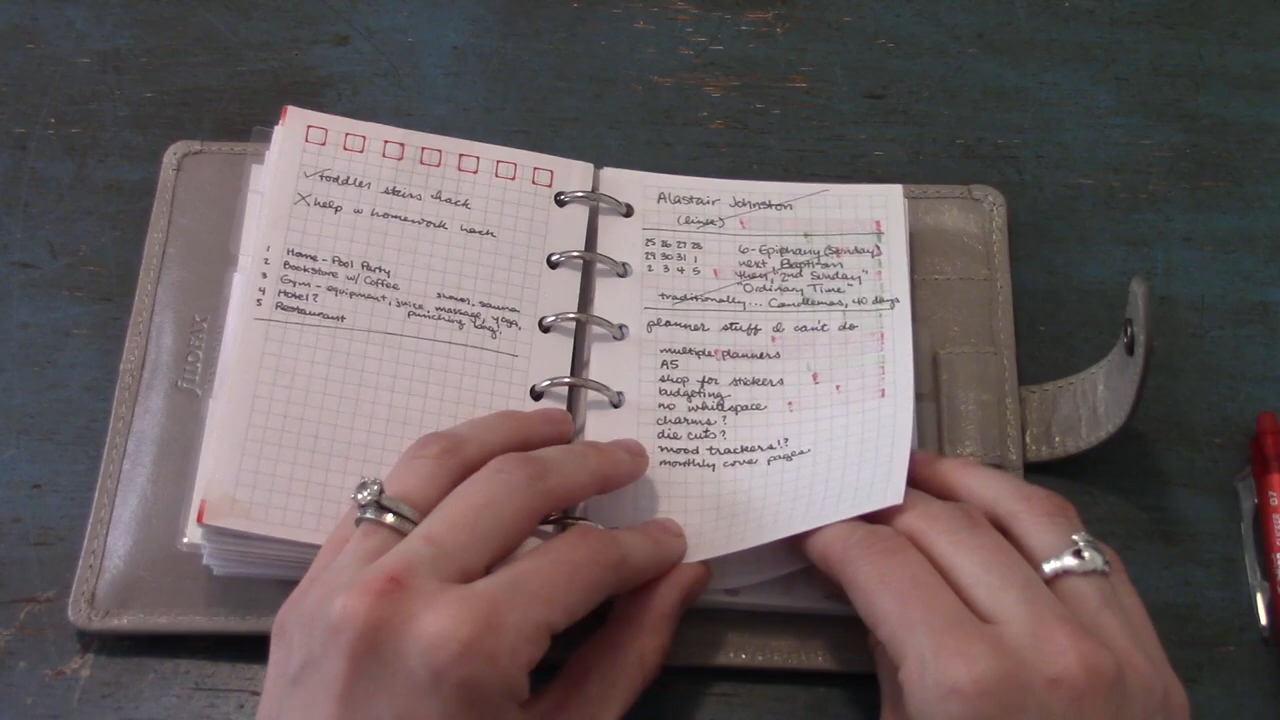 toddler stairs hack
help w homework hack
1 Home - Pool Party
2 Bookstore w/ Coffee
3 Gym - equipment, juice, massage, yoga,
shower, sauna
punching bag!
4 Hotel?
5 Restaurant
Alastair Johnston
25 26 27 28
29 30 31 1
2 3 4 5
6 - Epiphany (Sunday)
next, Baptism
then "2nd Sunday"
"Ordinary Time"
traditionally... Candlemas, 40 days
planner stuff I can't do
multiple planners
A5
shop for stickers
budgeting
no whitespace
charms?
die cuts?
mood trackers!?
monthly cover pages